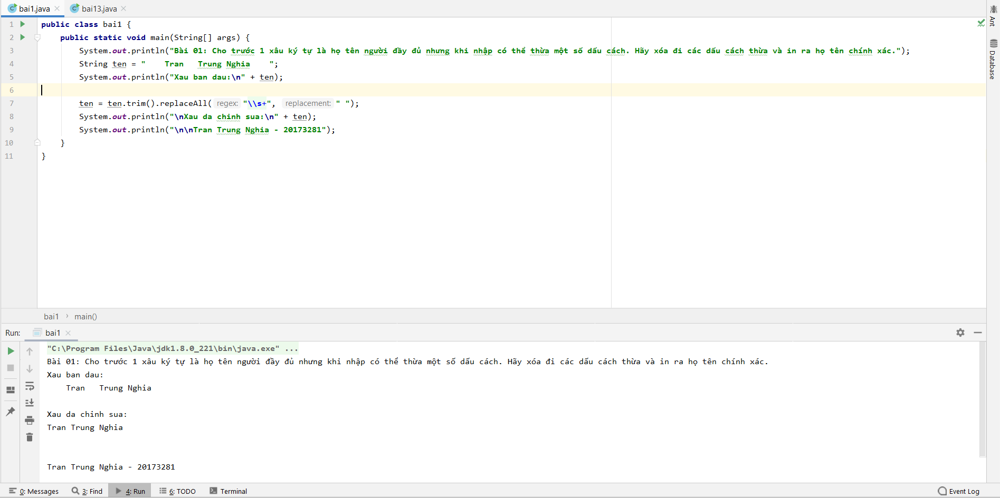 bai1.java bai13.java
Ant
Database
1 public class bai1 {
2 public static void main(String[] args) {
3 System.out.println("Bài 01: Cho trước 1 xâu ký tự là họ tên người đầy đủ nhưng khi nhập có thể thừa một số dấu cách. Hãy xóa đi các dấu cách thừa và in ra họ tên chính xác.");
4 String ten = "    Tran   Trung Nghia    ";
5 System.out.println("Xau ban dau:\n" + ten);
6
7 ten = ten.trim().replaceAll( regex: "\\s+", replacement: " ");
8 System.out.println("\nXau da chinh sua:\n" + ten);
9 System.out.println("\n\nTran Trung Nghia - 20173281");
10 }
11 }
bai1 › main()
Run: bai1
"C:\Program Files\Java\jdk1.8.0_221\bin\java.exe" ...
Bài 01: Cho trước 1 xâu ký tự là họ tên người đầy đủ nhưng khi nhập có thể thừa một số dấu cách. Hãy xóa đi các dấu cách thừa và in ra họ tên chính xác.
Xau ban dau:
    Tran   Trung Nghia
Xau da chinh sua:
Tran Trung Nghia
Tran Trung Nghia - 20173281
0: Messages 3: Find 4: Run 6: TODO Terminal Event Log